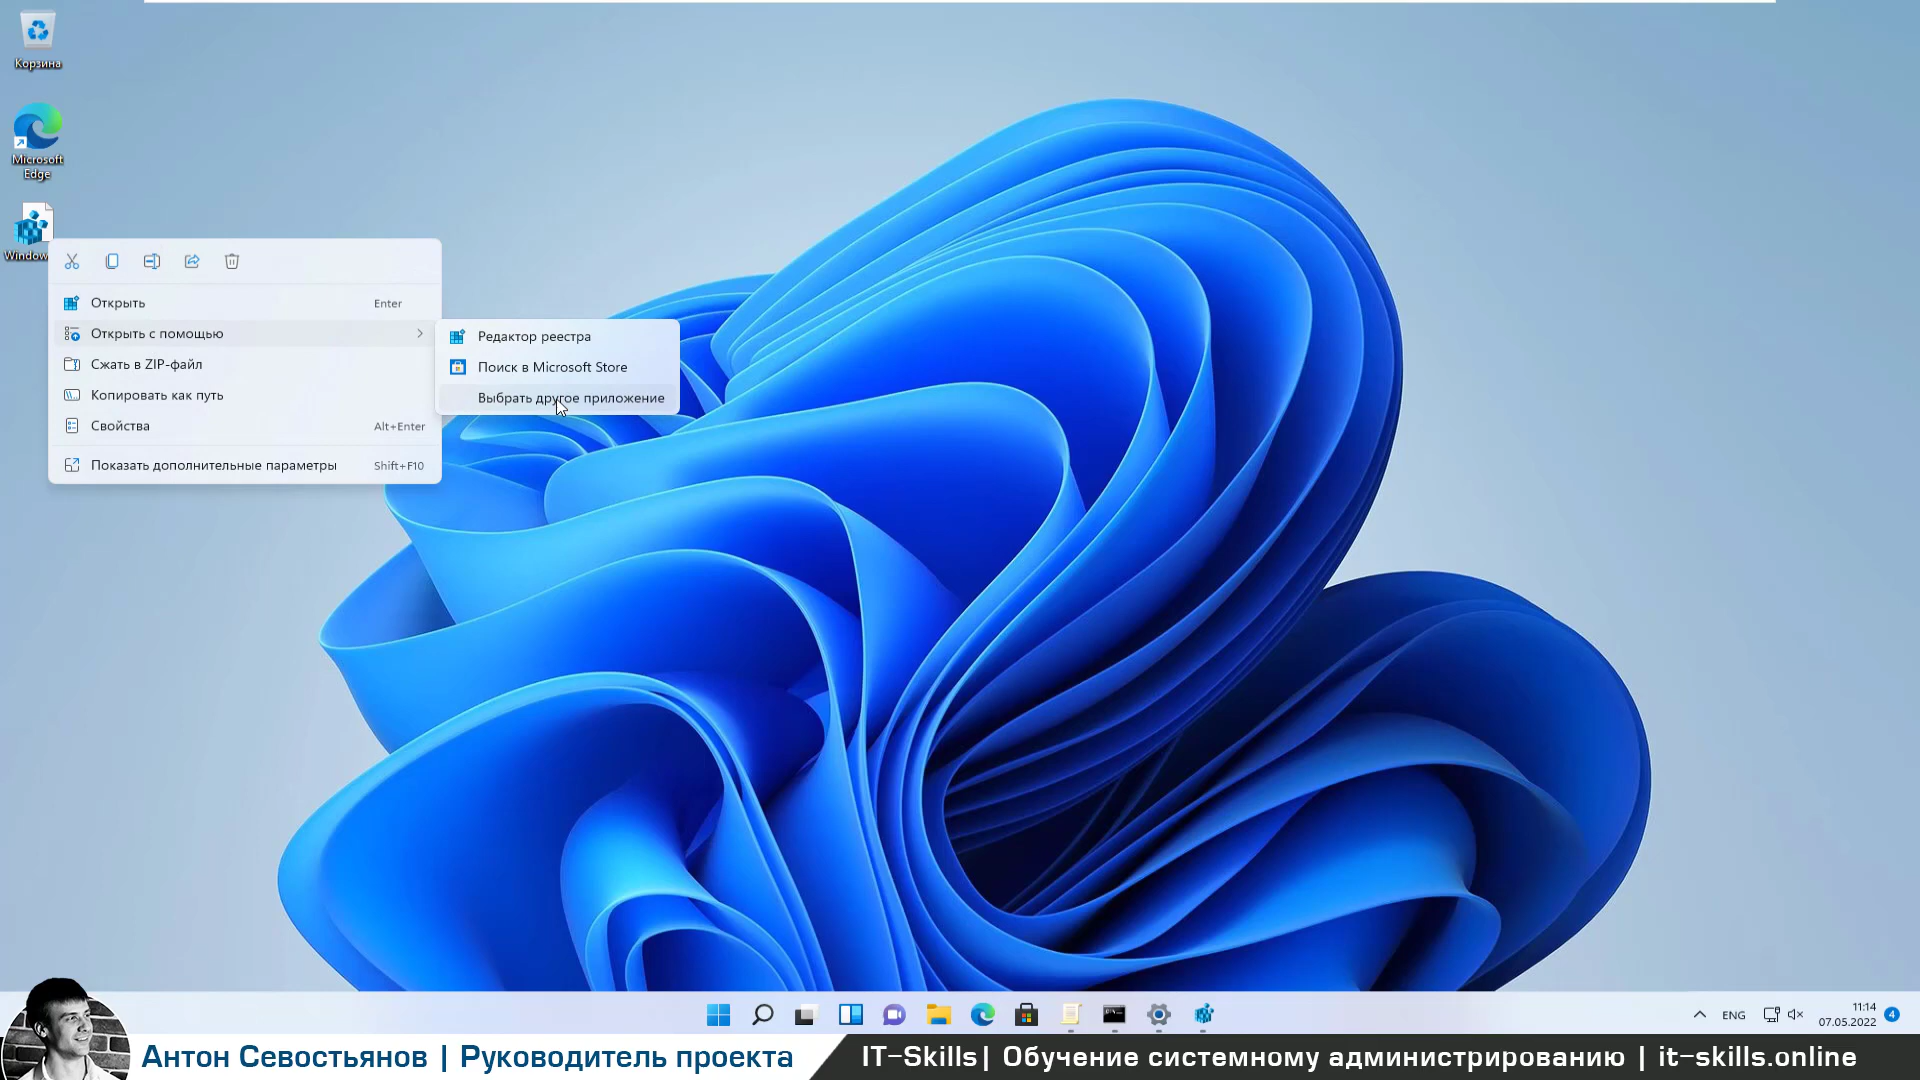 Корзина
Microsoft
Edge
Window
Открыть Enter
Открыть с помощью
Сжать в ZIP-файл
Копировать как путь
Свойства Alt+Enter
Показать дополнительные параметры Shift+F10
Редактор реестра
Поиск в Microsoft Store
Выбрать другое приложение
ENG
11:14
07.05.2022
4
Антон Севостьянов | Руководитель проекта
IT-Skills| Обучение системному администрированию | it-skills.online